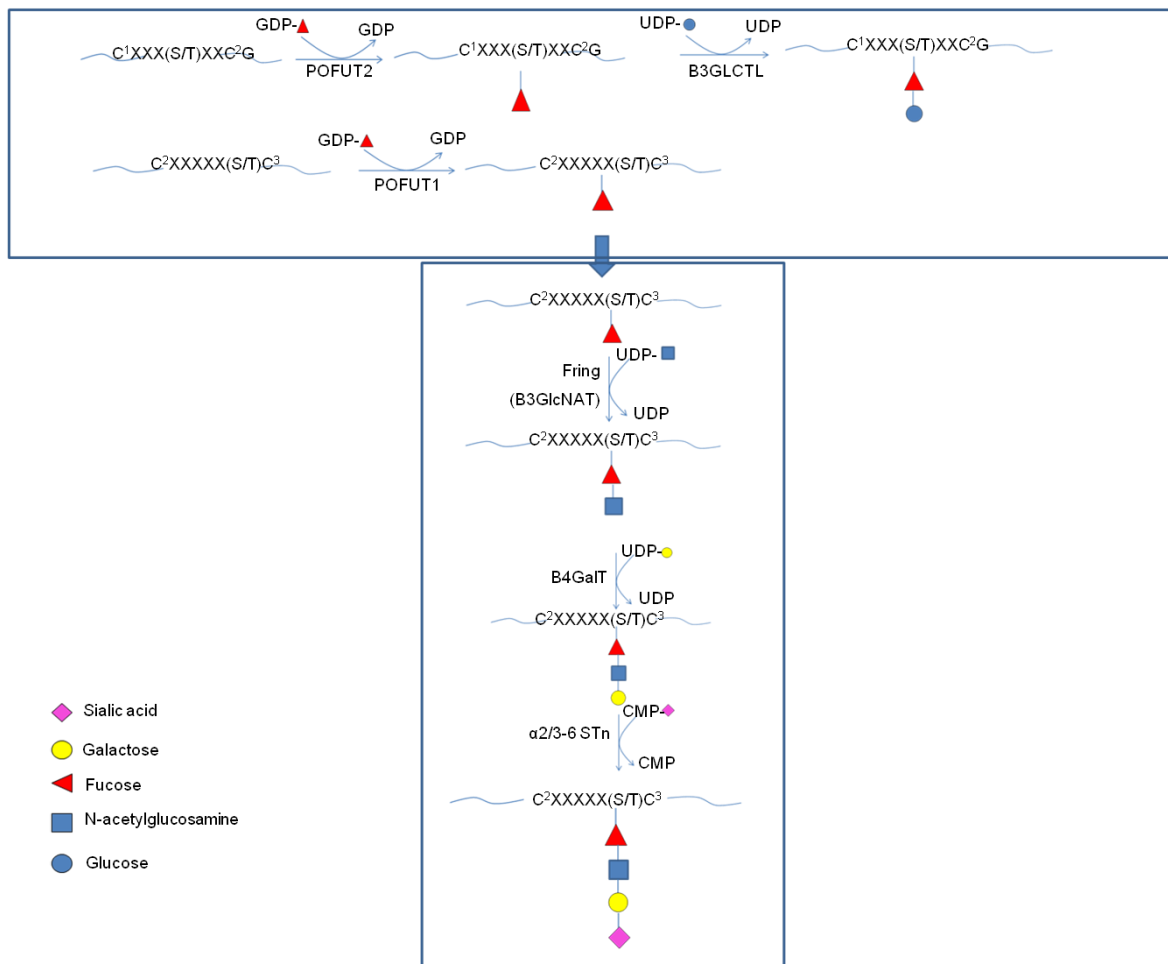 GDP- GDP
C¹XXX(S/T)XXC²G
POFUT2
C¹XXX(S/T)XXC²G
UDP- UDP
B3GLCTL
C¹XXX(S/T)XXC²G
C²XXXXX(S/T)C³
GDP- GDP
POFUT1
C²XXXXX(S/T)C³
C²XXXXX(S/T)C³
UDP-
Fring
(B3GlcNAT)
UDP
C²XXXXX(S/T)C³
UDP-
B4GalT
UDP
C²XXXXX(S/T)C³
CMP-
α2/3-6 STn
CMP
C²XXXXX(S/T)C³
Sialic acid
Galactose
Fucose
N-acetylglucosamine
Glucose